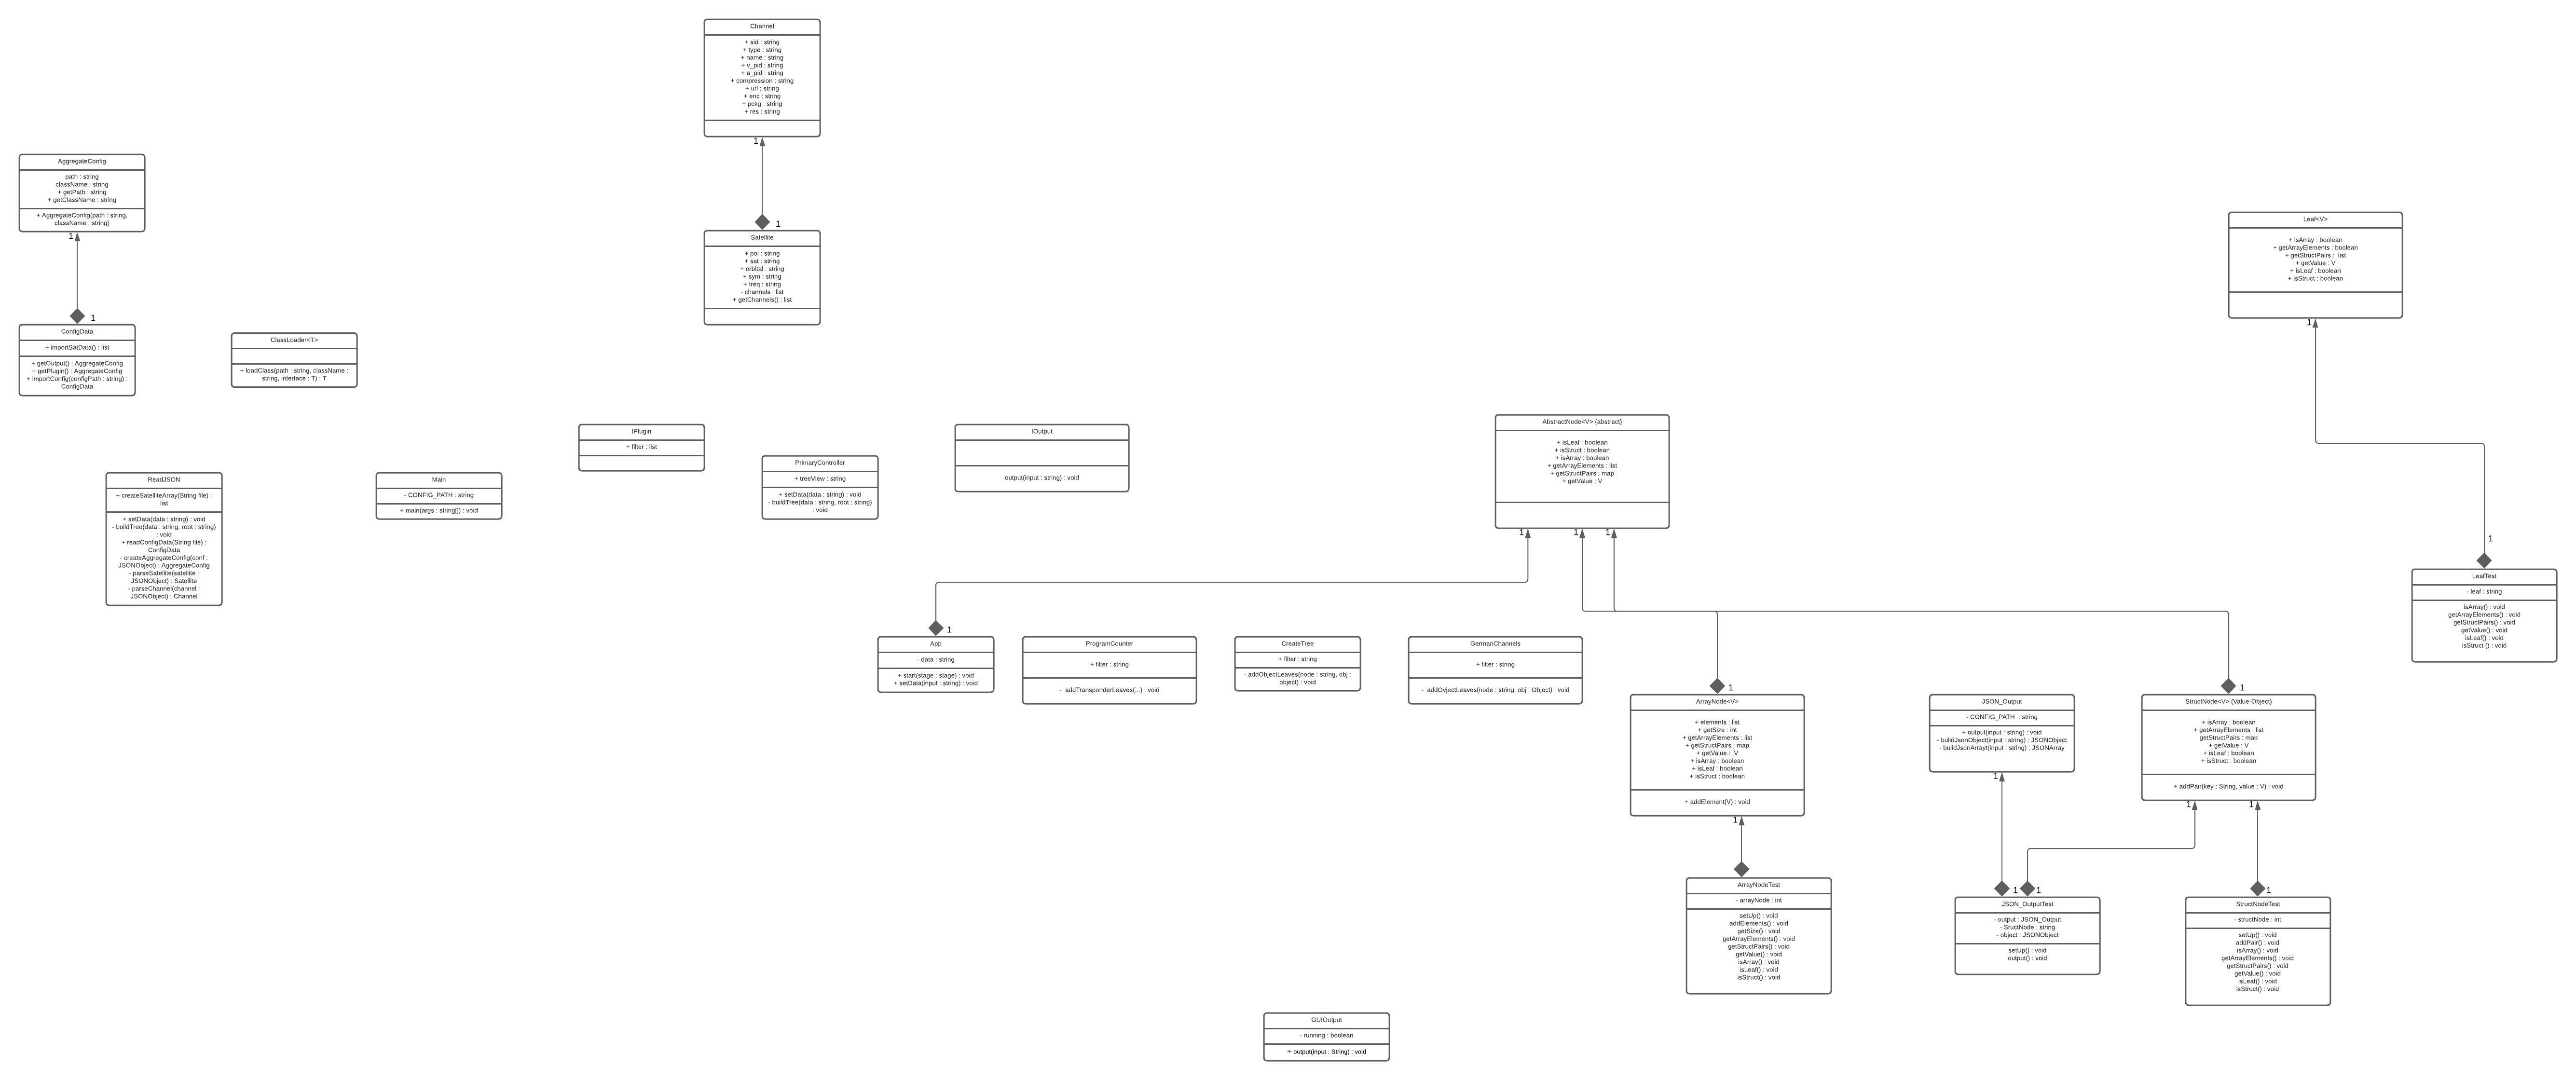 Channel
+ sid : string
+ type : string
+ name : string
+ v_pid : string
+ a_pid : string
+ compression : string
+ url : string
+ enc : string
+ pckg : string
+ res : string
1
1
Satellite
+ pol : string
+ sat : string
+ orbital : string
+ sym : string
+ freq : string
- channels : list
+ getChannels() : list
AggregateConfig
path : string
className : string
+ getPath : string
+ getClassName : string
+ AggregateConfig(path : string,
className : string)
1
1
ConfigData
+ importSatData() : list
+ getOutput() : AggregateConfig
+ getPlugin() : AggregateConfig
+ importConfig(configPath : string) :
ConfigData
ClassLoader<T>
+ loadClass(path : string, className :
string, interface : T) : T
Leaf<V>
+ isArray : boolean
+ getArrayElements : boolean
+ getStructPairs :  list
+ getValue : V
+ isLeaf : boolean
+ isStruct : boolean
1
1
LeafTest
- leaf : string
isArray() : void
getArrayElements() : void
getStructPairs() : void
getValue() : void
isLeaf() : void
isStruct () : void
IPlugin
+ filter : list
IOutput
output(input : string) : void
PrimaryController
+ treeView : string
+ setData(data : string) : void
- buildTree(data : string, root : string)
: void
ReadJSON
+ createSatelliteArray(String file) :
list
+ setData(data : string) : void
- buildTree(data : string, root : string)
: void
+ readConfigData(String file) :
ConfigData
- createAggregateConfig(conf :
JSONObject) : AggregateConfig
- parseSatellite(satellite :
JSONObject) : Satellite
- parseChannel(channel :
JSONObject) : Channel
Main
- CONFIG_PATH : string
+ main(args : string[]) : void
AbstractNode<V> {abstract}
+ isLeaf : boolean
+ isStruct : boolean
+ isArray : boolean
+ getArrayElements : list
+ getStructPairs : map
+ getValue : V
1
1
1
1
App
- data : string
+ start(stage : stage) : void
+ setData(input : string) : void
ProgramCounter
+ filter : string
-  addTransponderLeaves(...) : void
CreateTree
+ filter : string
- addObjectLeaves(node : string, obj :
object) : void
GermanChannels
+ filter : string
-  addOvjectLeaves(node : string, obj : Object) : void
1
ArrayNode<V>
+ elements : list
+ getSize : int
+ getArrayElements : list
+ getStructPairs : map
+ getValue :  V
+ isArray : boolean
+ isLeaf : boolean
+ isStruct : boolean
+ addElement(V) : void
1
JSON_Output
- CONFIG_PATH  : string
+ output(input : string) : void
- bulidJsonObject(input : string) : JSONObject
- bulidJsonArrayt(input : string) : JSONArray
1
1
StructNode<V> (Value-Object)
+ isArray : boolean
+ getArrayElements : list
getStructPairs : map
+ getValue : V
+ isLeaf : boolean
+ isStruct : boolean
+ addPair(key : String, value : V) : void
1
1
ArrayNodeTest
- arrayNode : int
setUp() : void
addElements() : void
getSize() : void
getArrayElements() : void
getStructPairs() : void
getValue() : void
isArray() : void
isLeaf() : void
isStruct() : void
1
1
JSON_OutputTest
- output : JSON_Output
- SructNode : string
- object : JSONObject
setUp() : void
output() : void
1
StructNodeTest
- structNode : int
setUp() : void
addPair() : void
isArray() : void
getArrayElements() : void
getStructPairs() : void
getValue() : void
isLeaf() : void
isStruct() : void
GUIOutput
- running : boolean
+ output(input : String) : void